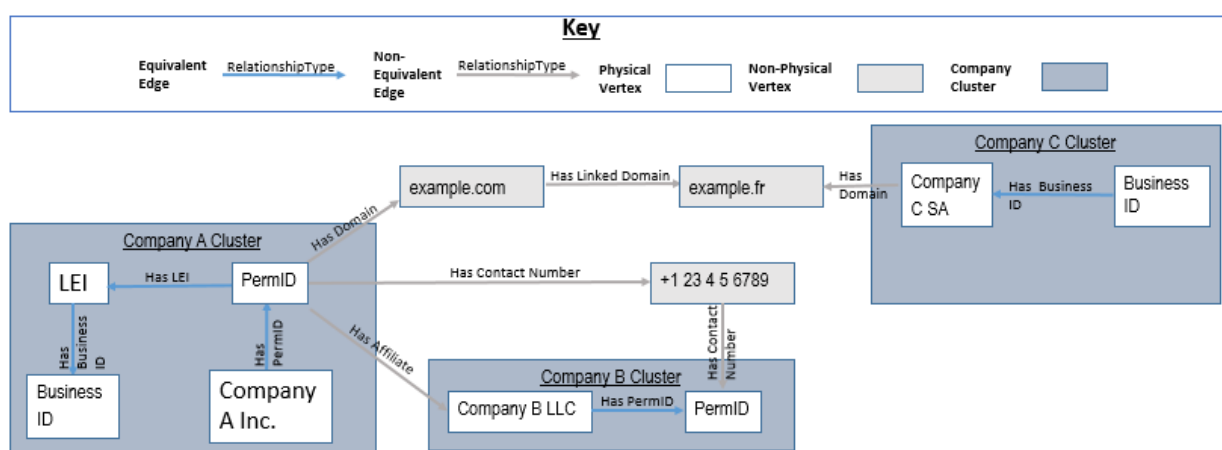 Key
Equivalent
Edge
RelationshipType
Non-
Equivalent
Edge
RelationshipType
Physical
Vertex
Non-Physical
Vertex
Company
Cluster
Company C Cluster
example.com
Has Linked Domain
example.fr
Has
Domain
Company
C SA
Has Business
ID
Business
ID
Has Domain
Company A Cluster
LEI
Has LEI
PermID
Has Contact Number
+1 23 4 5 6789
Has
Business
ID
Has
PermID
Has Affiliate
Has Contact
Number
Business
ID
Company
A Inc.
Company B Cluster
Company B LLC
Has PermID
PermID